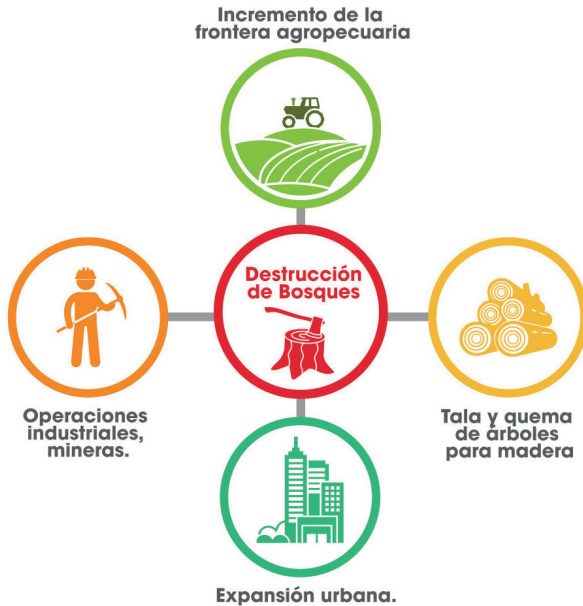 Incremento de la
frontera agropecuaria
Destrucción
de Bosques
Operaciones
industriales,
mineras.
Tala y quema
de árboles
para madera
Expansión urbana.